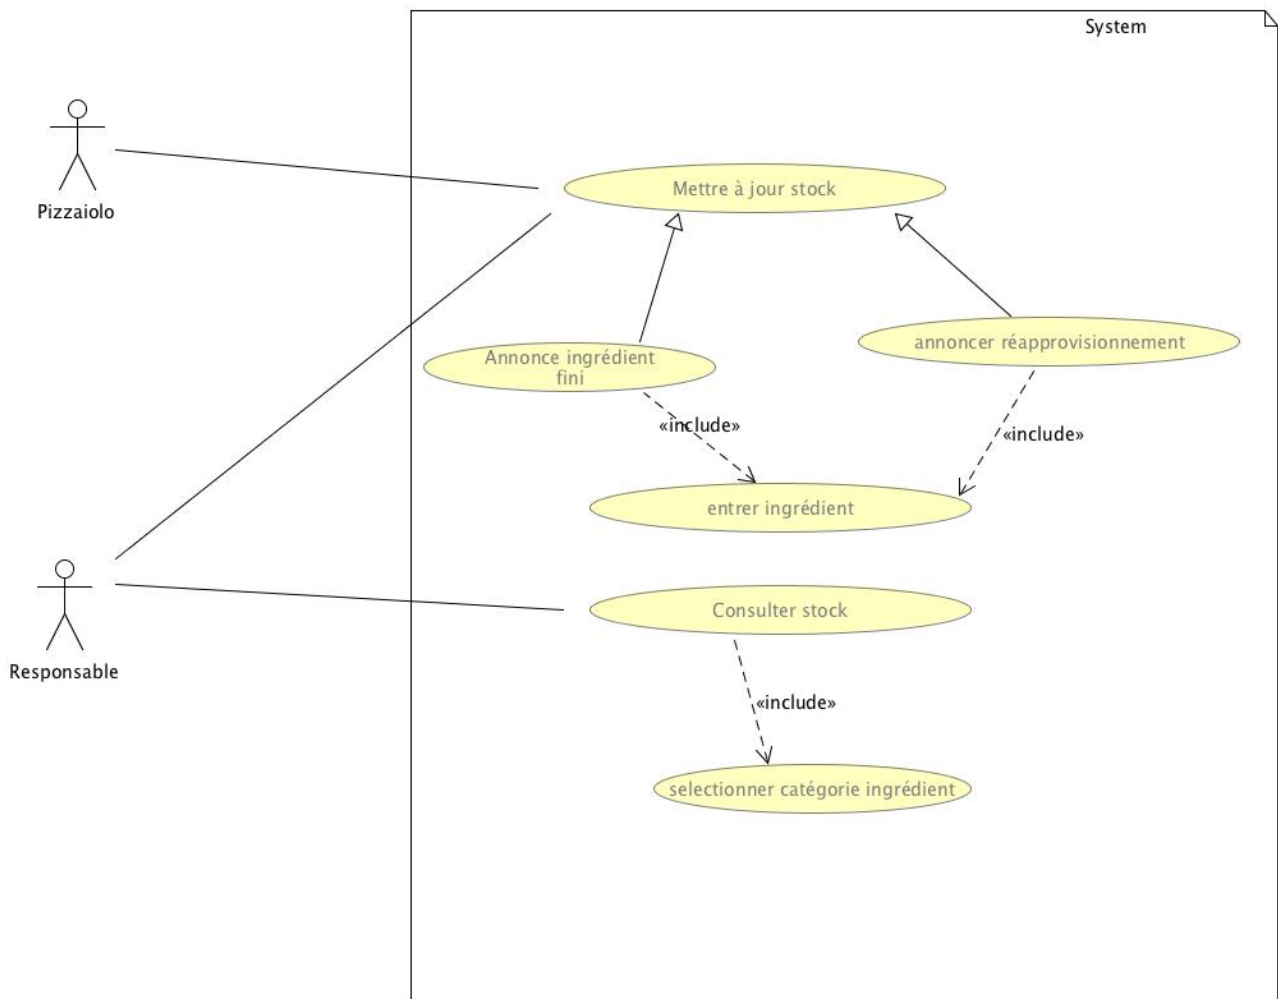 System
Pizzaiolo
Mettre à jour stock
Annonce ingrédient
fini
annoncer réapprovisionnement
«include»
«include»
entrer ingrédient
Responsable
Consulter stock
«include»
selectionner catégorie ingrédient